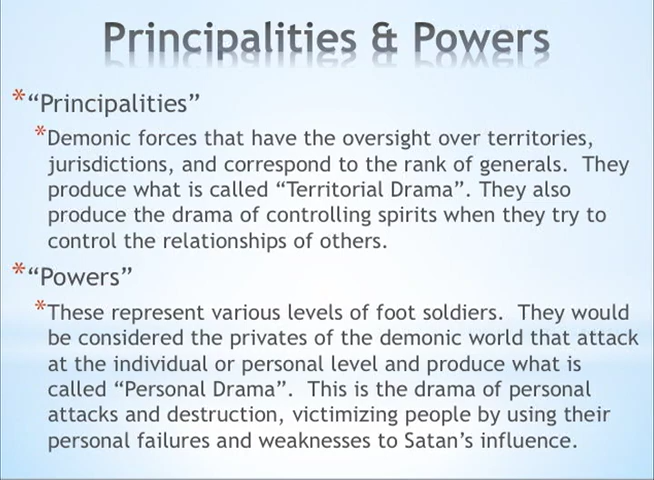 Principalities & Powers
*“Principalities”
*Demonic forces that have the oversight over territories,
jurisdictions, and correspond to the rank of generals.  They
produce what is called “Territorial Drama”. They also
produce the drama of controlling spirits when they try to
control the relationships of others.
*“Powers”
*These represent various levels of foot soldiers.  They would
be considered the privates of the demonic world that attack
at the individual or personal level and produce what is
called “Personal Drama”.  This is the drama of personal
attacks and destruction, victimizing people by using their
personal failures and weaknesses to Satan’s influence.